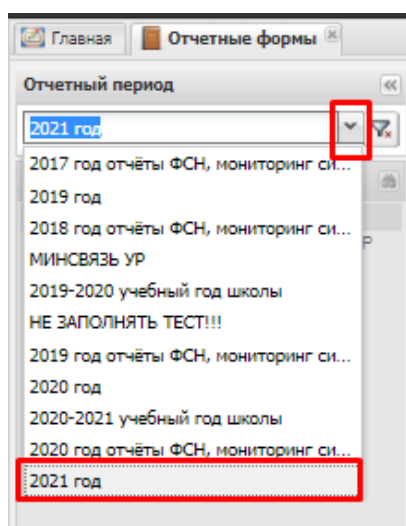 Главная
Отчетные формы
Отчетный период
2021 год
2017 год отчёты ФСН, мониторинг си...
2019 год
2018 год отчёты ФСН, мониторинг си...
МИНСВЯЗЬ УР
2019-2020 учебный год школы
НЕ ЗАПОЛНЯТЬ ТЕСТ!!!
2019 год отчёты ФСН, мониторинг си...
2020 год
2020-2021 учебный год школы
2020 год отчёты ФСН, мониторинг си...
2021 год
Р